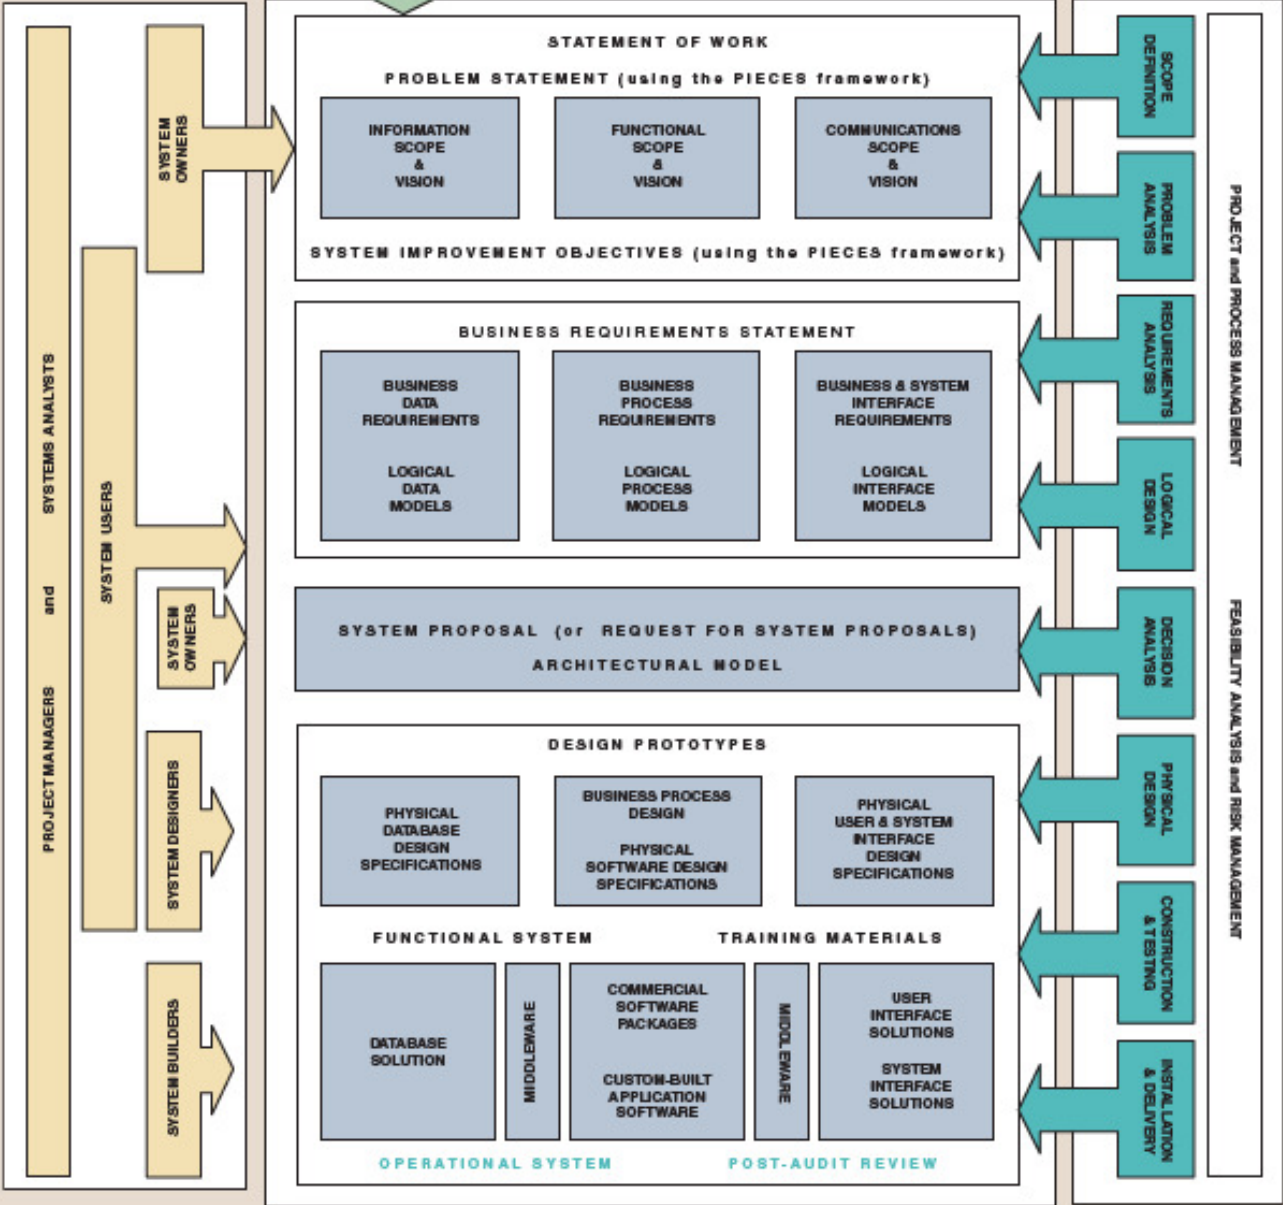 PROJECT MANAGERS and SYSTEMS ANALYSTS
SYSTEM USERS
SYSTEM
OWNERS
SYSTEM
OWNERS
SYSTEM DESIGNERS
SYSTEM BUILDERS
STATEMENT OF WORK
PROBLEM STATEMENT (using the PIECES framework)
INFORMATION
SCOPE
&
VISION
FUNCTIONAL
SCOPE
&
VISION
COMMUNICATIONS
SCOPE
&
VISION
SYSTEM IMPROVEMENT OBJECTIVES (using the PIECES framework)
BUSINESS REQUIREMENTS STATEMENT
BUSINESS
DATA
REQUIREMENTS
LOGICAL
DATA
MODELS
BUSINESS
PROCESS
REQUIREMENTS
LOGICAL
PROCESS
MODELS
BUSINESS & SYSTEM
INTERFACE
REQUIREMENTS
LOGICAL
INTERFACE
MODELS
SYSTEM PROPOSAL (or REQUEST FOR SYSTEM PROPOSALS)
ARCHITECTURAL MODEL
DESIGN PROTOTYPES
PHYSICAL
DATABASE
DESIGN
SPECIFICATIONS
BUSINESS PROCESS
DESIGN
PHYSICAL
SOFTWARE DESIGN
SPECIFICATIONS
PHYSICAL
USER & SYSTEM
INTERFACE
DESIGN
SPECIFICATIONS
FUNCTIONAL SYSTEM
TRAINING MATERIALS
DATABASE
SOLUTION
MIDDLEWARE
COMMERCIAL
SOFTWARE
PACKAGES
CUSTOM-BUILT
APPLICATION
SOFTWARE
MIDDLEWARE
USER
INTERFACE
SOLUTIONS
SYSTEM
INTERFACE
SOLUTIONS
OPERATIONAL SYSTEM
POST-AUDIT REVIEW
SCOPE
DEFINITION
PROBLEM
ANALYSIS
REQUIREMENTS
ANALYSIS
LOGICAL
DESIGN
DECISION
ANALYSIS
PHYSICAL
DESIGN
CONSTRUCTION
& TESTING
INSTALLATION
& DELIVERY
PROJECT and PROCESS MANAGEMENT
FEASIBILITY ANALYSIS and RISK MANAGEMENT